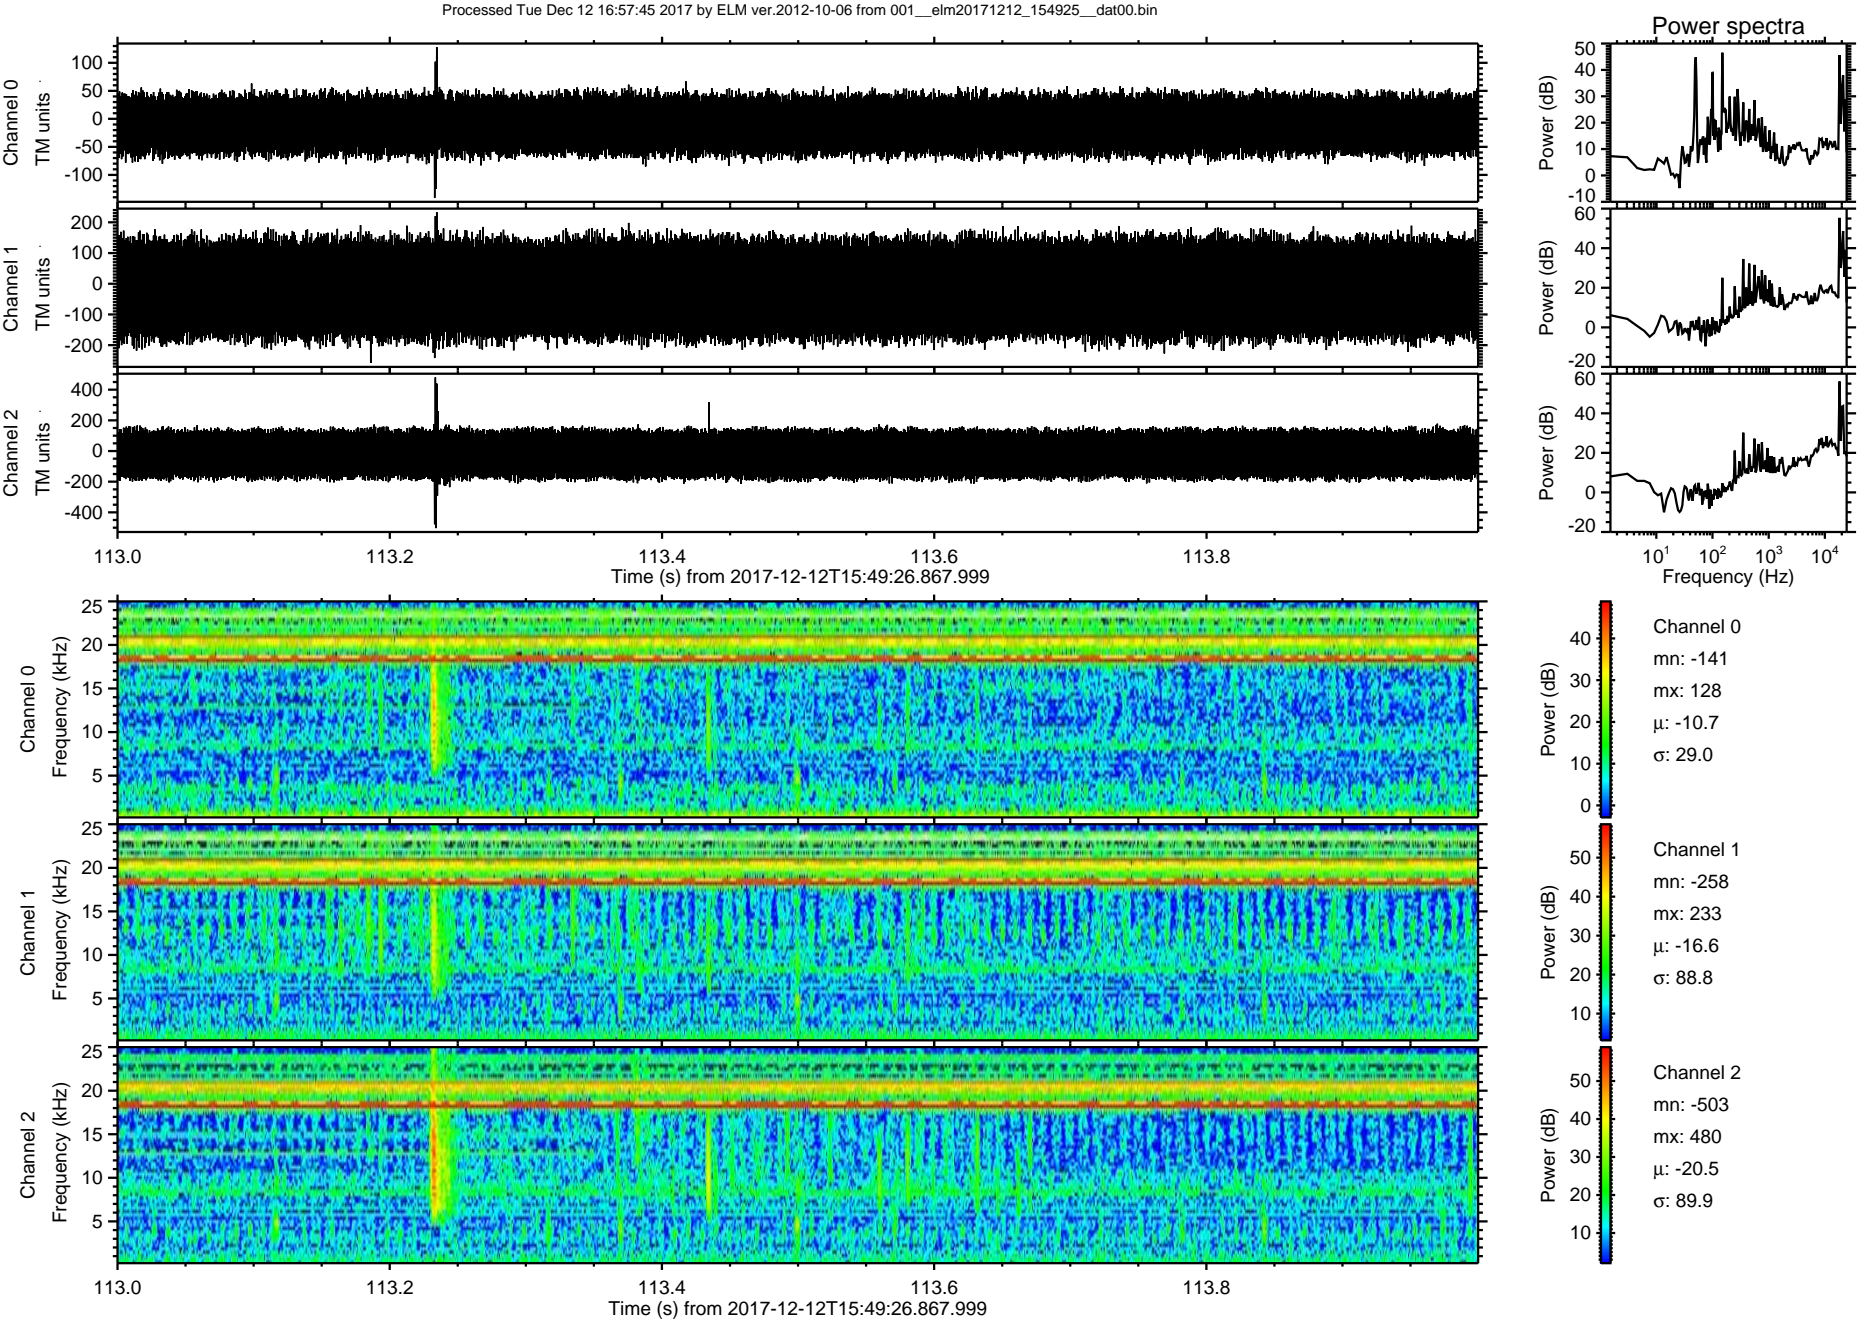 Processed Tue Dec 12 16:57:45 2017 by ELM ver.2012-10-06 from 001__elm20171212_154925__dat00.bin
Power spectra
Channel 0
TM units
100
50
0
-50
-100
Power (dB)
50
40
30
20
10
0
-10
Channel 1
TM units
200
100
0
-100
-200
Power (dB)
60
40
20
0
-20
Channel 2
TM units
400
200
0
-200
-400
Power (dB)
60
40
20
0
-20
113.0 113.2 113.4 113.6 113.8
Time (s) from 2017-12-12T15:49:26.867.999
10^1 10^2 10^3 10^4
Frequency (Hz)
Channel 0
Frequency (kHz)
25
20
15
10
5
Power (dB)
40
30
20
10
0
Channel 0
mn: -141
mx: 128
μ: -10.7
σ: 29.0
Channel 1
Frequency (kHz)
25
20
15
10
5
Power (dB)
50
40
30
20
10
Channel 1
mn: -258
mx: 233
μ: -16.6
σ: 88.8
Channel 2
Frequency (kHz)
25
20
15
10
5
Power (dB)
50
40
30
20
10
Channel 2
mn: -503
mx: 480
μ: -20.5
σ: 89.9
113.0 113.2 113.4 113.6 113.8
Time (s) from 2017-12-12T15:49:26.867.999